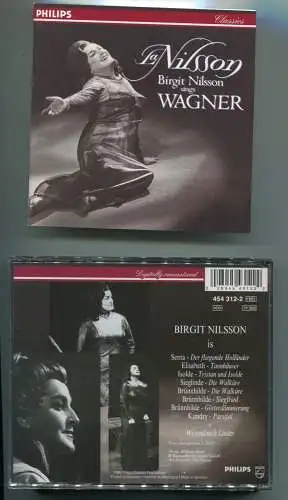 PHILIPS
Classics
La Nilsson
Birgit Nilsson
sings
WAGNER
Digitally remastered
454 312-2
BIRGIT NILSSON
is
Senta - Der fliegende Holländer
Elisabeth - Tannhäuser
Isolde - Tristan und Isolde
Sieglinde - Die Walküre
Brünnhilde - Die Walküre
Brünnhilde - Siegfried
Brünnhilde - Götterdämmerung
Kundry - Parsifal
Wesendonck Lieder
PHILIPS